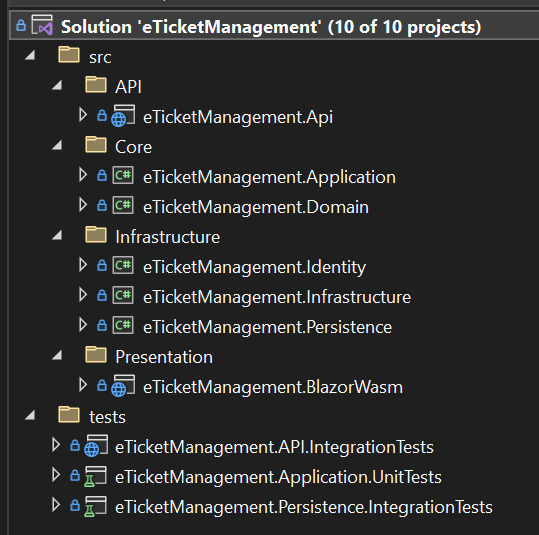 Solution 'eTicketManagement' (10 of 10 projects)
src
API
eTicketManagement.Api
Core
C# eTicketManagement.Application
C# eTicketManagement.Domain
Infrastructure
C# eTicketManagement.Identity
C# eTicketManagement.Infrastructure
C# eTicketManagement.Persistence
Presentation
eTicketManagement.BlazorWasm
tests
eTicketManagement.API.IntegrationTests
eTicketManagement.Application.UnitTests
eTicketManagement.Persistence.IntegrationTests